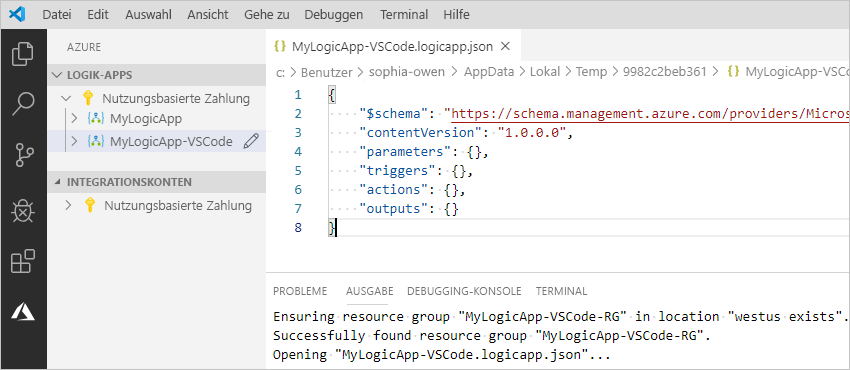 Datei Edit Auswahl Ansicht Gehe zu Debuggen Terminal Hilfe
AZURE
LOGIK-APPS
Nutzungsbasierte Zahlung
MyLogicApp
MyLogicApp-VSCode
INTEGRATIONSKONTEN
Nutzungsbasierte Zahlung
{ } MyLogicApp-VSCode.logicapp.json ×
c: > Benutzer > sophia-owen > AppData > Lokal > Temp > 9982c2beb361 > { } MyLogicApp-VSCo
1 {
2 "$schema": "https://schema.management.azure.com/providers/Micros
3 "contentVersion": "1.0.0.0",
4 "parameters": {},
5 "triggers": {},
6 "actions": {},
7 "outputs": {}
8 }
PROBLEME AUSGABE DEBUGGING-KONSOLE TERMINAL
Ensuring resource group "MyLogicApp-VSCode-RG" in location "westus exists".
Successfully found resource group "MyLogicApp-VSCode-RG".
Opening "MyLogicApp-VSCode.logicapp.json"...